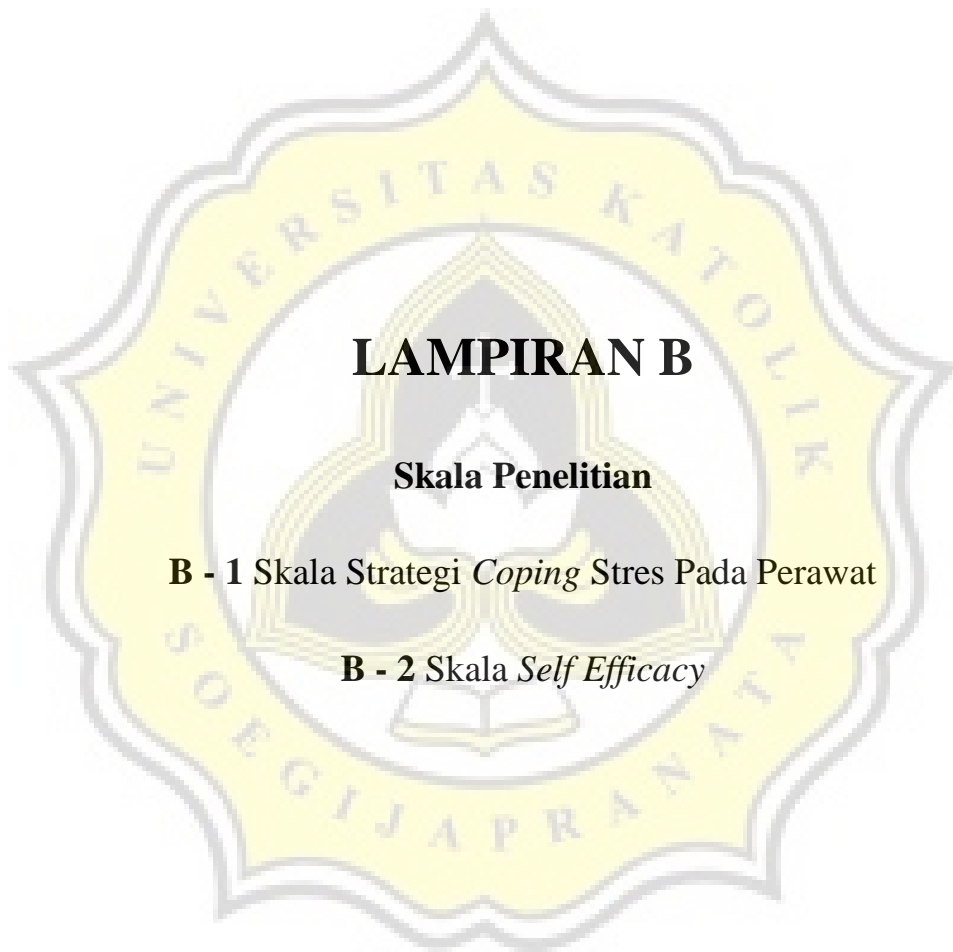 UNIVERSITAS KATOLIK
LAMPIRAN B
Skala Penelitian
B - 1 Skala Strategi Coping Stres Pada Perawat
B - 2 Skala Self Efficacy
SOEGIJAPRANATA